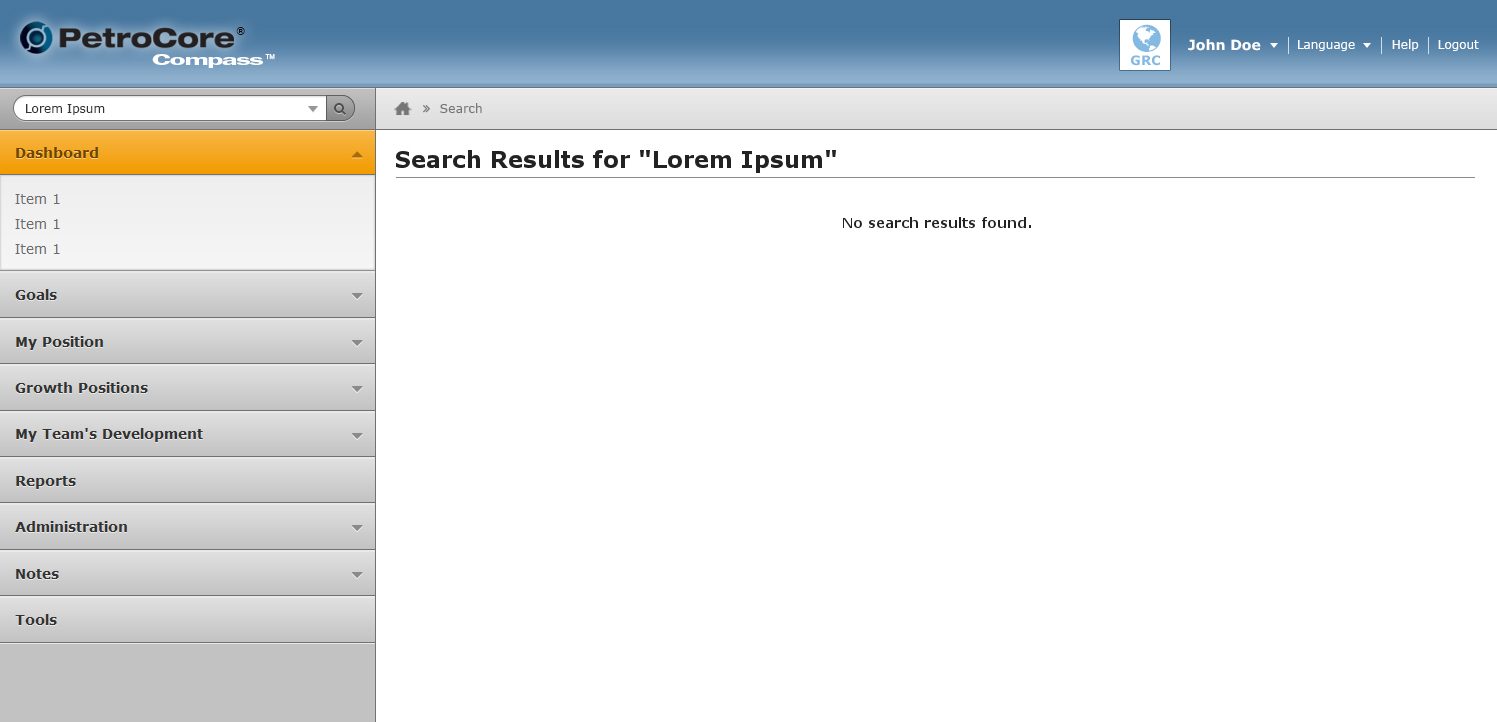 PetroCore®
Compass™
GRC
John Doe
Language
Help
Logout
Lorem Ipsum
» Search
Dashboard
Item 1
Item 1
Item 1
Goals
My Position
Growth Positions
My Team's Development
Reports
Administration
Notes
Tools
Search Results for "Lorem Ipsum"
No search results found.